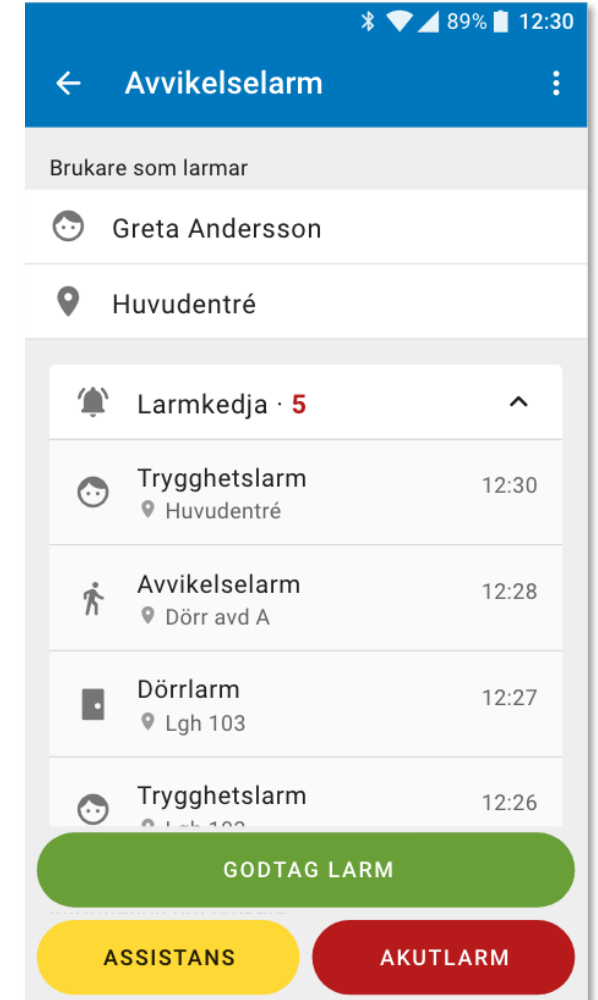 89% 12:30
Avvikelselarm
Brukare som larmar
Greta Andersson
Huvudentré
Larmkedja · 5
Trygghetslarm 12:30
Huvudentré
Avvikelselarm 12:28
Dörr avd A
Dörrlarm 12:27
Lgh 103
Trygghetslarm 12:26
GODTAG LARM
ASSISTANS AKUTLARM